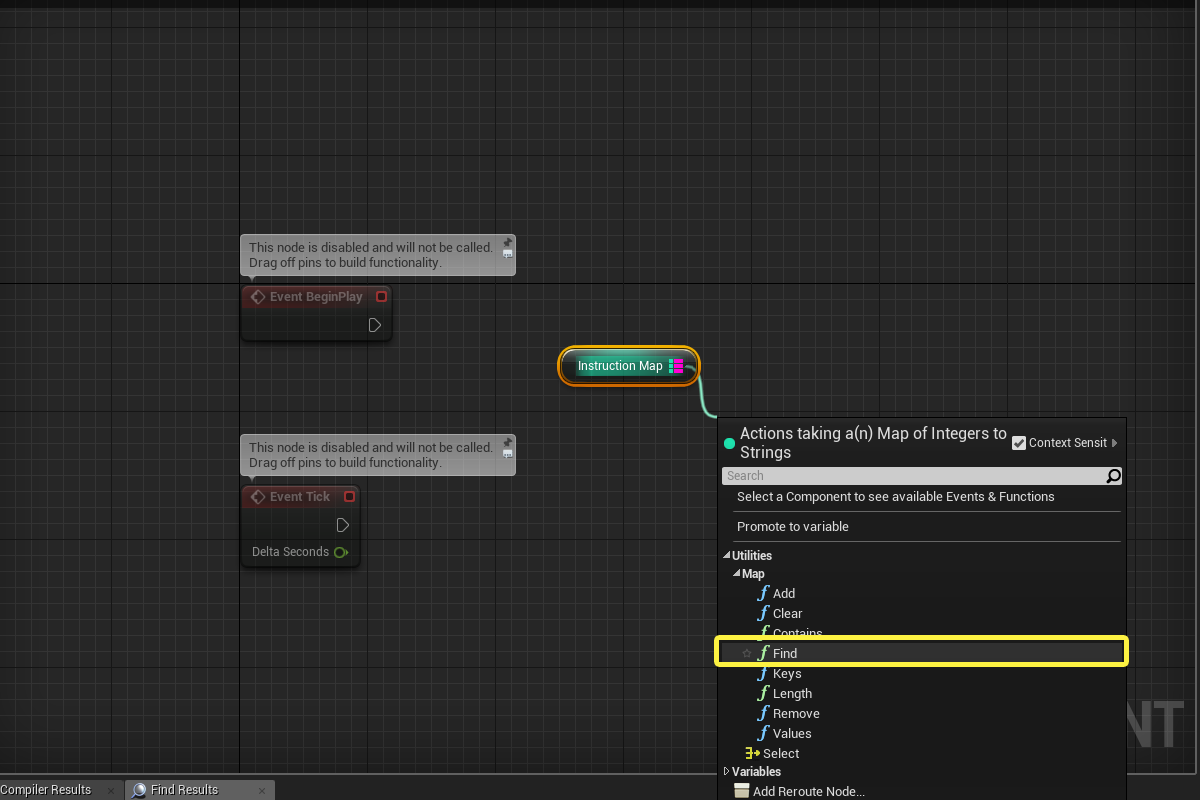 This node is disabled and will not be called.
Drag off pins to build functionality.
Event BeginPlay
Instruction Map
This node is disabled and will not be called.
Drag off pins to build functionality.
Event Tick
Delta Seconds
Actions taking a(n) Map of Integers to
Strings
Context Sensit
Search
Select a Component to see available Events & Functions
Promote to variable
Utilities
Map
Add
Clear
Contains
Find
Keys
Length
Remove
Values
Select
Variables
Add Reroute Node...
NT
Compiler Results
Find Results